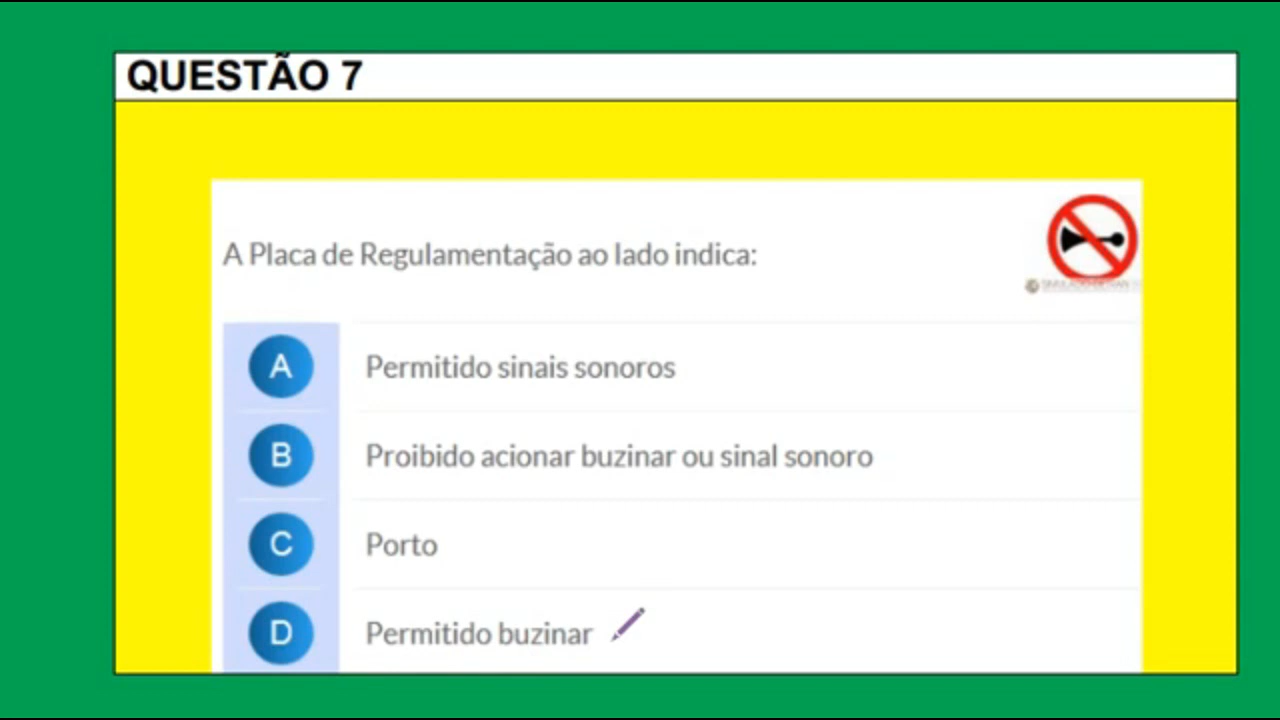 QUESTÃO 7
A Placa de Regulamentação ao lado indica:
A Permitido sinais sonoros
B Proibido acionar buzinar ou sinal sonoro
C Porto
D Permitido buzinar